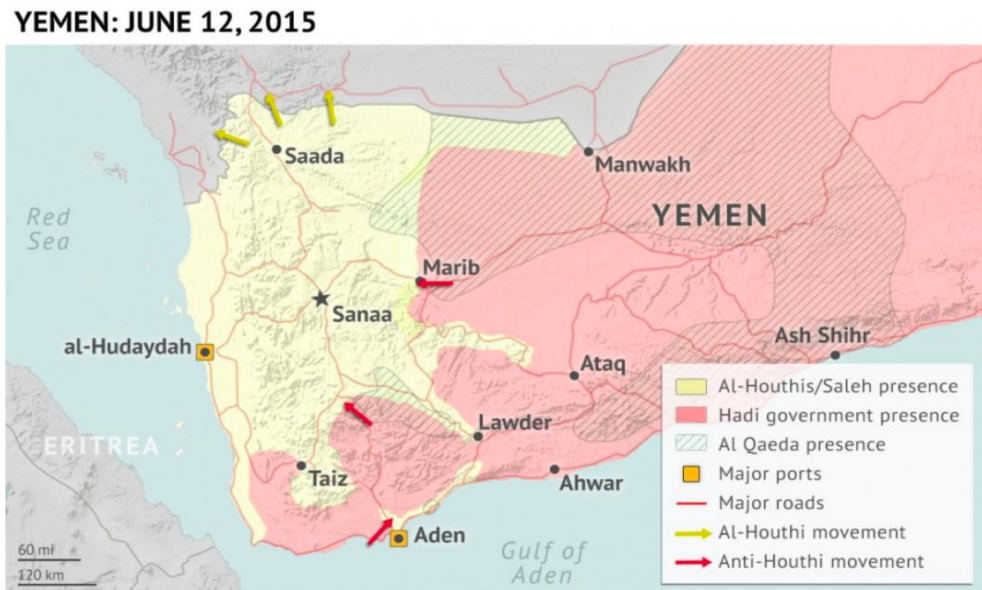 YEMEN: JUNE 12, 2015
Saada
Manwakh
Red
Sea
YEMEN
Marib
Sanaa
al-Hudaydah
Ash Shihr
Ataq
Al-Houthis/Saleh presence
Hadi government presence
Lawder
Al Qaeda presence
ERITREA
Taiz
Ahwar
Major ports
Major roads
Aden
Al-Houthi movement
60 mi
Gulf of
Aden
Anti-Houthi movement
120 km